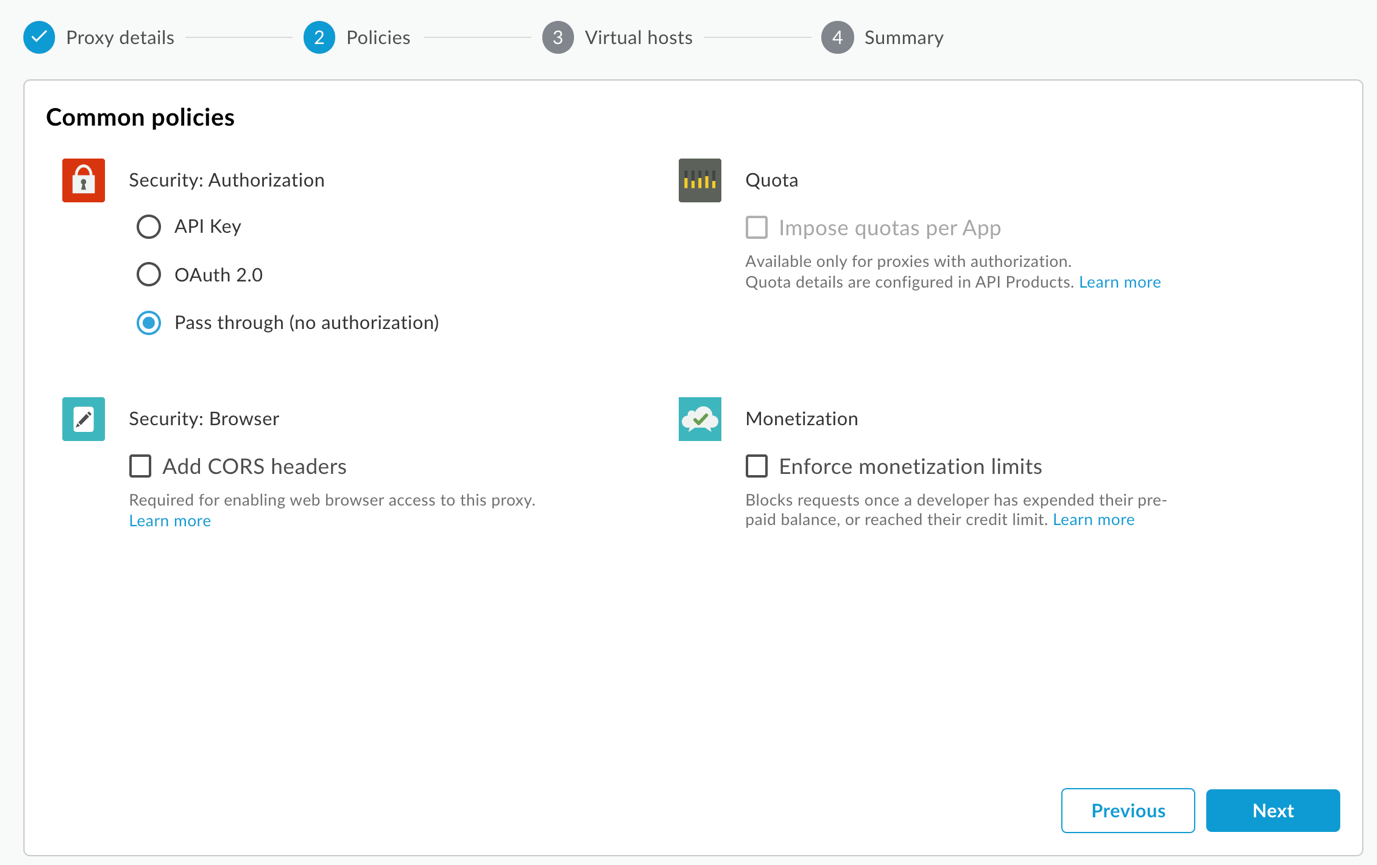 Proxy details
2 Policies
3 Virtual hosts
4 Summary
Common policies
Security: Authorization
API Key
OAuth 2.0
Pass through (no authorization)
Quota
Impose quotas per App
Available only for proxies with authorization.
Quota details are configured in API Products. Learn more
Security: Browser
Add CORS headers
Required for enabling web browser access to this proxy.
Learn more
Monetization
Enforce monetization limits
Blocks requests once a developer has expended their pre-
paid balance, or reached their credit limit. Learn more
Previous
Next